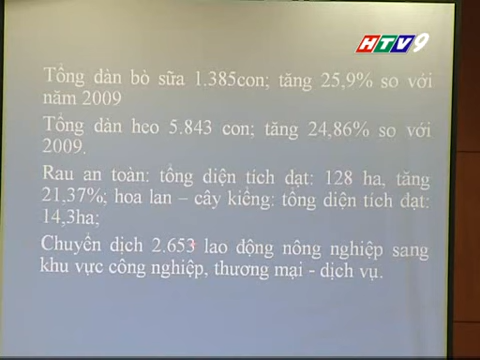 HTV9
Tổng đàn bò sữa 1.385con; tăng 25,9% so với
năm 2009
Tổng đàn heo 5.843 con; tăng 24,86% so với
2009.
Rau an toàn: tổng diện tích đạt: 128 ha, tăng
21,37%; hoa lan – cây kiểng: tổng diện tích đạt:
14,3ha;
Chuyển dịch 2.653 lao động nông nghiệp sang
khu vực công nghiệp, thương mại - dịch vụ.